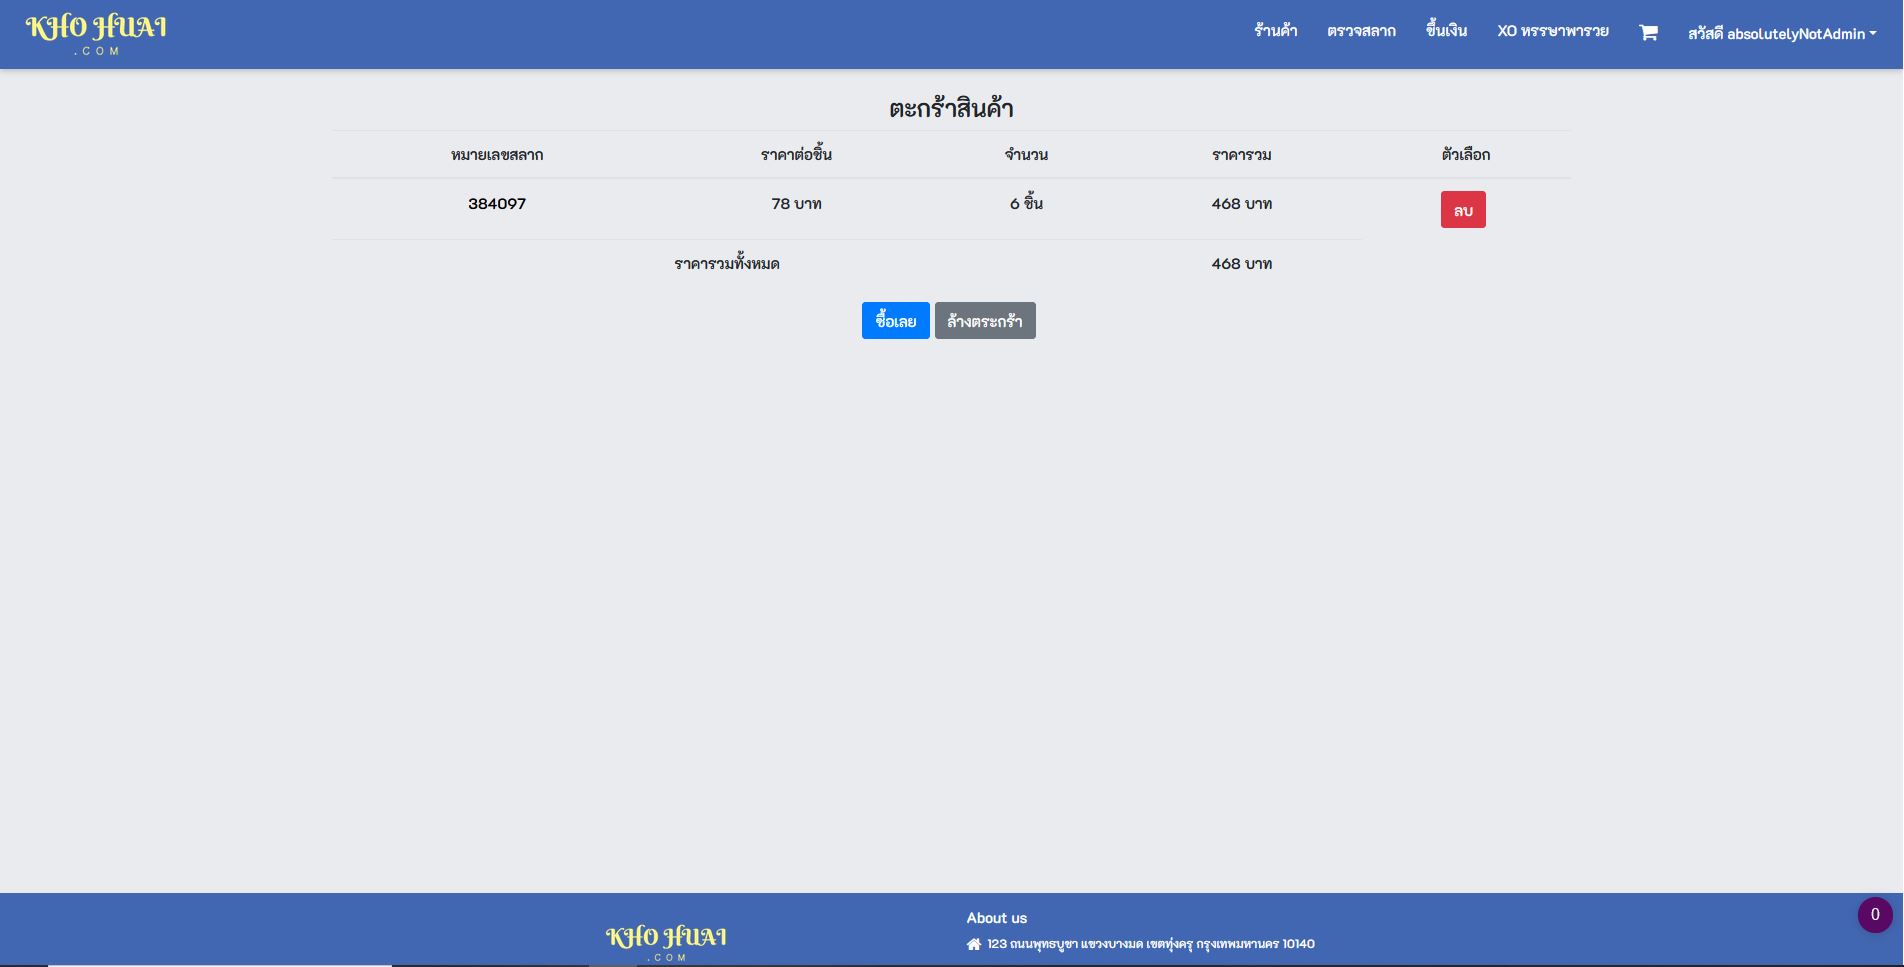 KHO HUAI
.COM
ร้านค้า ตรวจสลาก ขึ้นเงิน XO หรรษาพารวย สวัสดี absolutelyNotAdmin
ตะกร้าสินค้า
หมายเลขสลาก ราคาต่อชิ้น จำนวน ราคารวม ตัวเลือก
384097 78 บาท 6 ชิ้น 468 บาท ลบ
ราคารวมทั้งหมด 468 บาท
ซื้อเลย ล้างตระกร้า
KHO HUAI
.COM
About us
123 ถนนพุทธบูชา แขวงบางมด เขตทุ่งครุ กรุงเทพมหานคร 10140
0